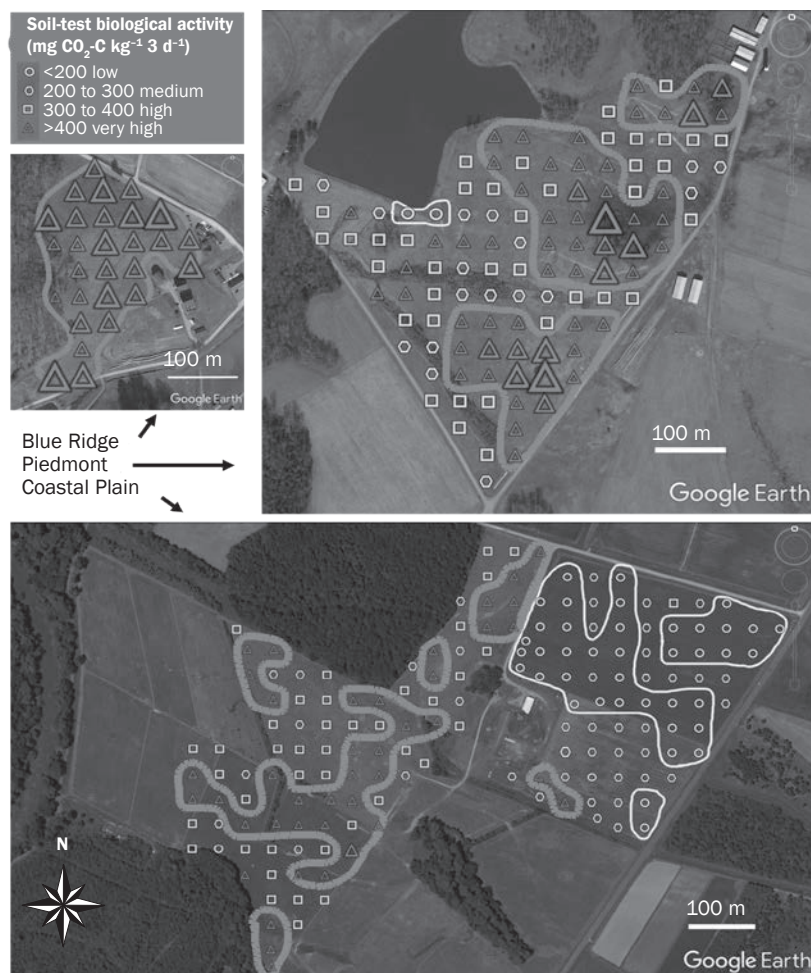 Soil-test biological activity
(mg CO₂-C kg⁻¹ 3 d⁻¹)
<200 low
200 to 300 medium
300 to 400 high
>400 very high
100 m
Google Earth
Blue Ridge
Piedmont
Coastal Plain
100 m
Google Earth
N
100 m
Google Earth